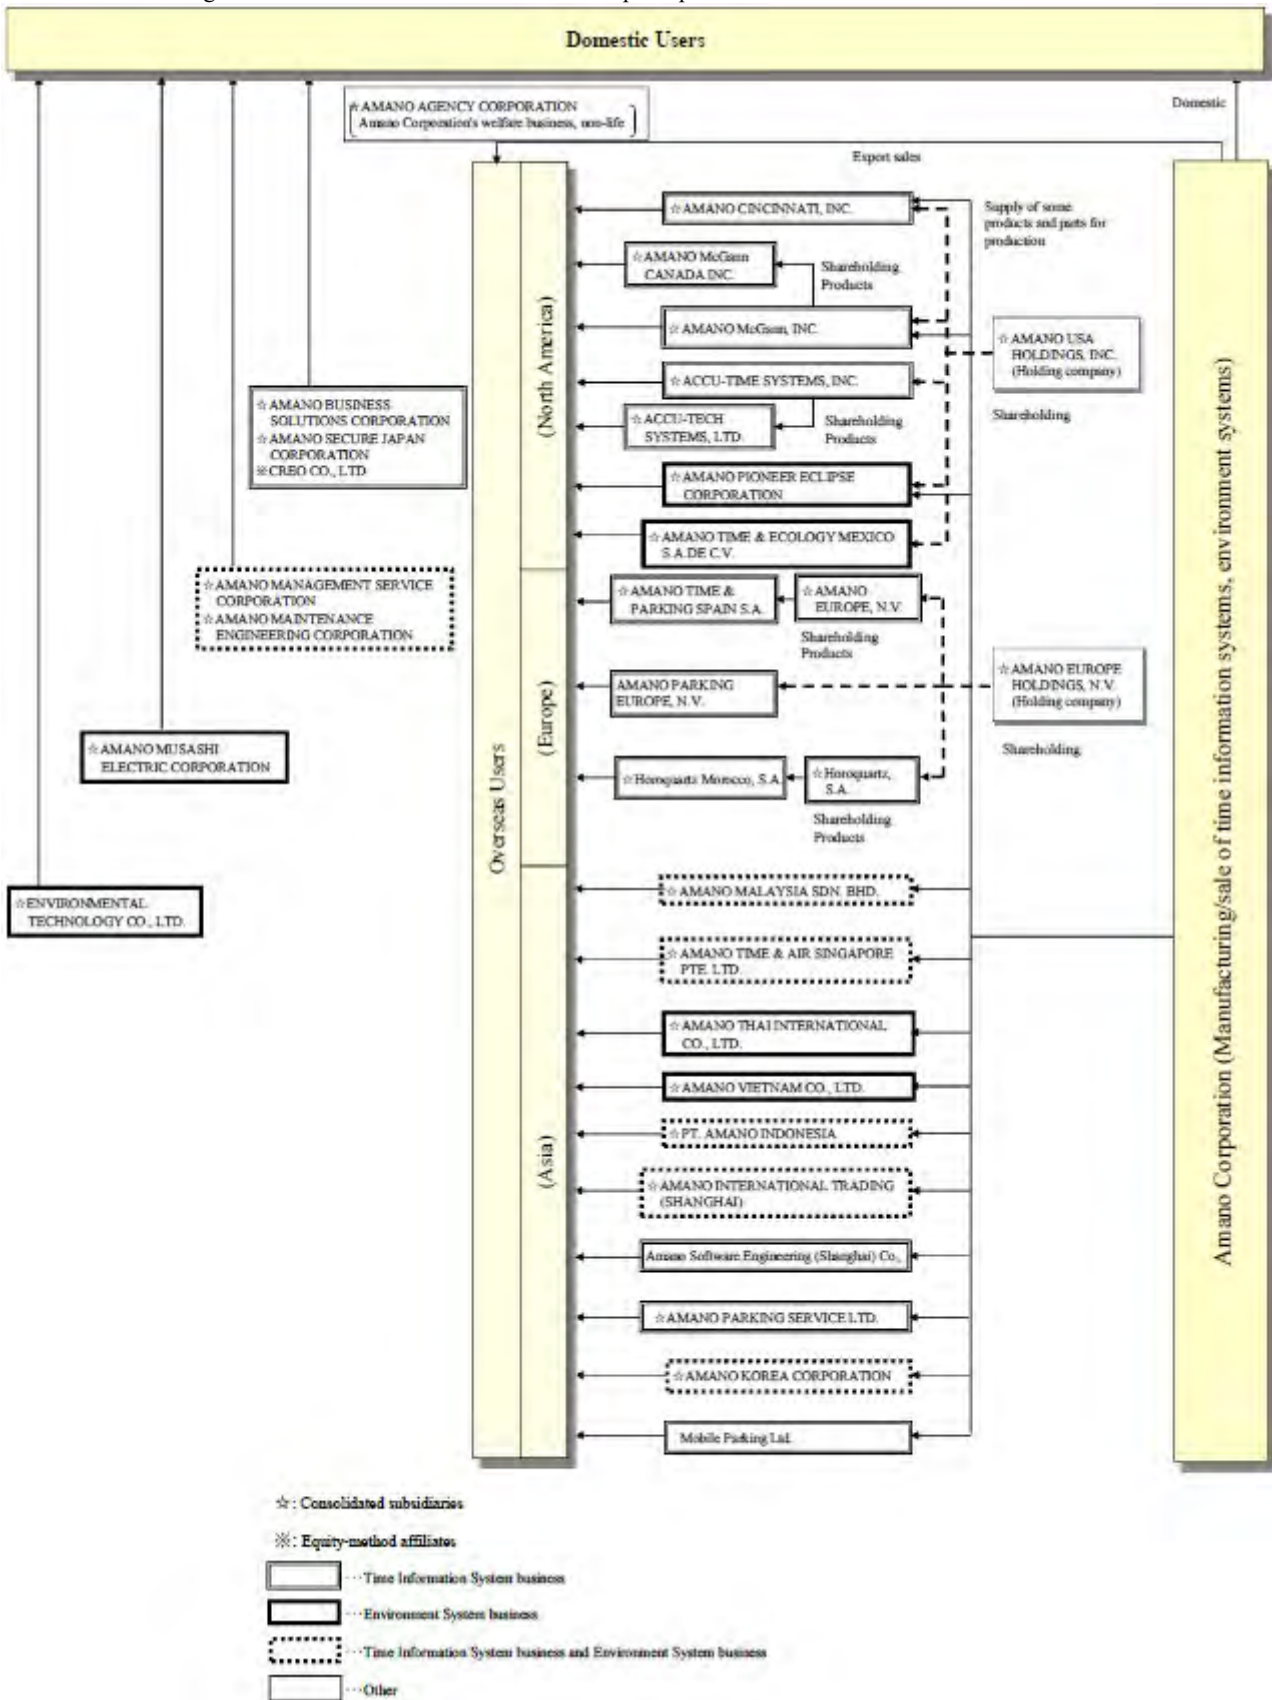 Domestic Users
☆AMANO AGENCY CORPORATION
Amano Corporation's welfare business, non-life
Domestic
Export sales
☆AMANO CINCINNATI, INC.
Supply of some
products and parts for
production
☆AMANO McGann
CANADA INC.
Shareholding
Products
☆AMANO McGann, INC.
☆AMANO USA
HOLDINGS, INC.
(Holding company)
Shareholding
☆ACCU-TIME SYSTEMS, INC.
☆ACCU-TECH
SYSTEMS, LTD.
Shareholding
Products
☆AMANO PIONEER ECLIPSE
CORPORATION
☆AMANO TIME & ECOLOGY MEXICO
S.A.DE C.V.
(North America)
☆AMANO BUSINESS
SOLUTIONS CORPORATION
☆AMANO SECURE JAPAN
CORPORATION
※CREO CO., LTD
☆AMANO MANAGEMENT SERVICE
CORPORATION
☆AMANO MAINTENANCE
ENGINEERING CORPORATION
☆AMANO TIME &
PARKING SPAIN S.A.
☆AMANO
EUROPE, N.V.
Shareholding
Products
AMANO PARKING
EUROPE, N.V.
☆AMANO EUROPE
HOLDINGS, N.V.
(Holding company)
Shareholding
(Europe)
☆AMANO MUSASHI
ELECTRIC CORPORATION
☆Horoquartz Morocco, S.A.
☆Horoquartz,
S.A.
Shareholding
Products
Overseas Users
☆ENVIRONMENTAL
TECHNOLOGY CO., LTD.
☆AMANO MALAYSIA SDN. BHD.
☆AMANO TIME & AIR SINGAPORE
PTE. LTD.
☆AMANO THAI INTERNATIONAL
CO., LTD.
☆AMANO VIETNAM CO., LTD.
☆PT. AMANO INDONESIA
(Asia)
☆AMANO INTERNATIONAL TRADING
(SHANGHAI)
Amano Software Engineering (Shanghai) Co.,
☆AMANO PARKING SERVICE LTD.
☆AMANO KOREA CORPORATION
Mobile Parking Ltd.
Amano Corporation (Manufacturing/sale of time information systems, environment systems)
☆: Consolidated subsidiaries
※: Equity-method affiliates
···Time Information System business
···Environment System business
···Time Information System business and Environment System business
···Other